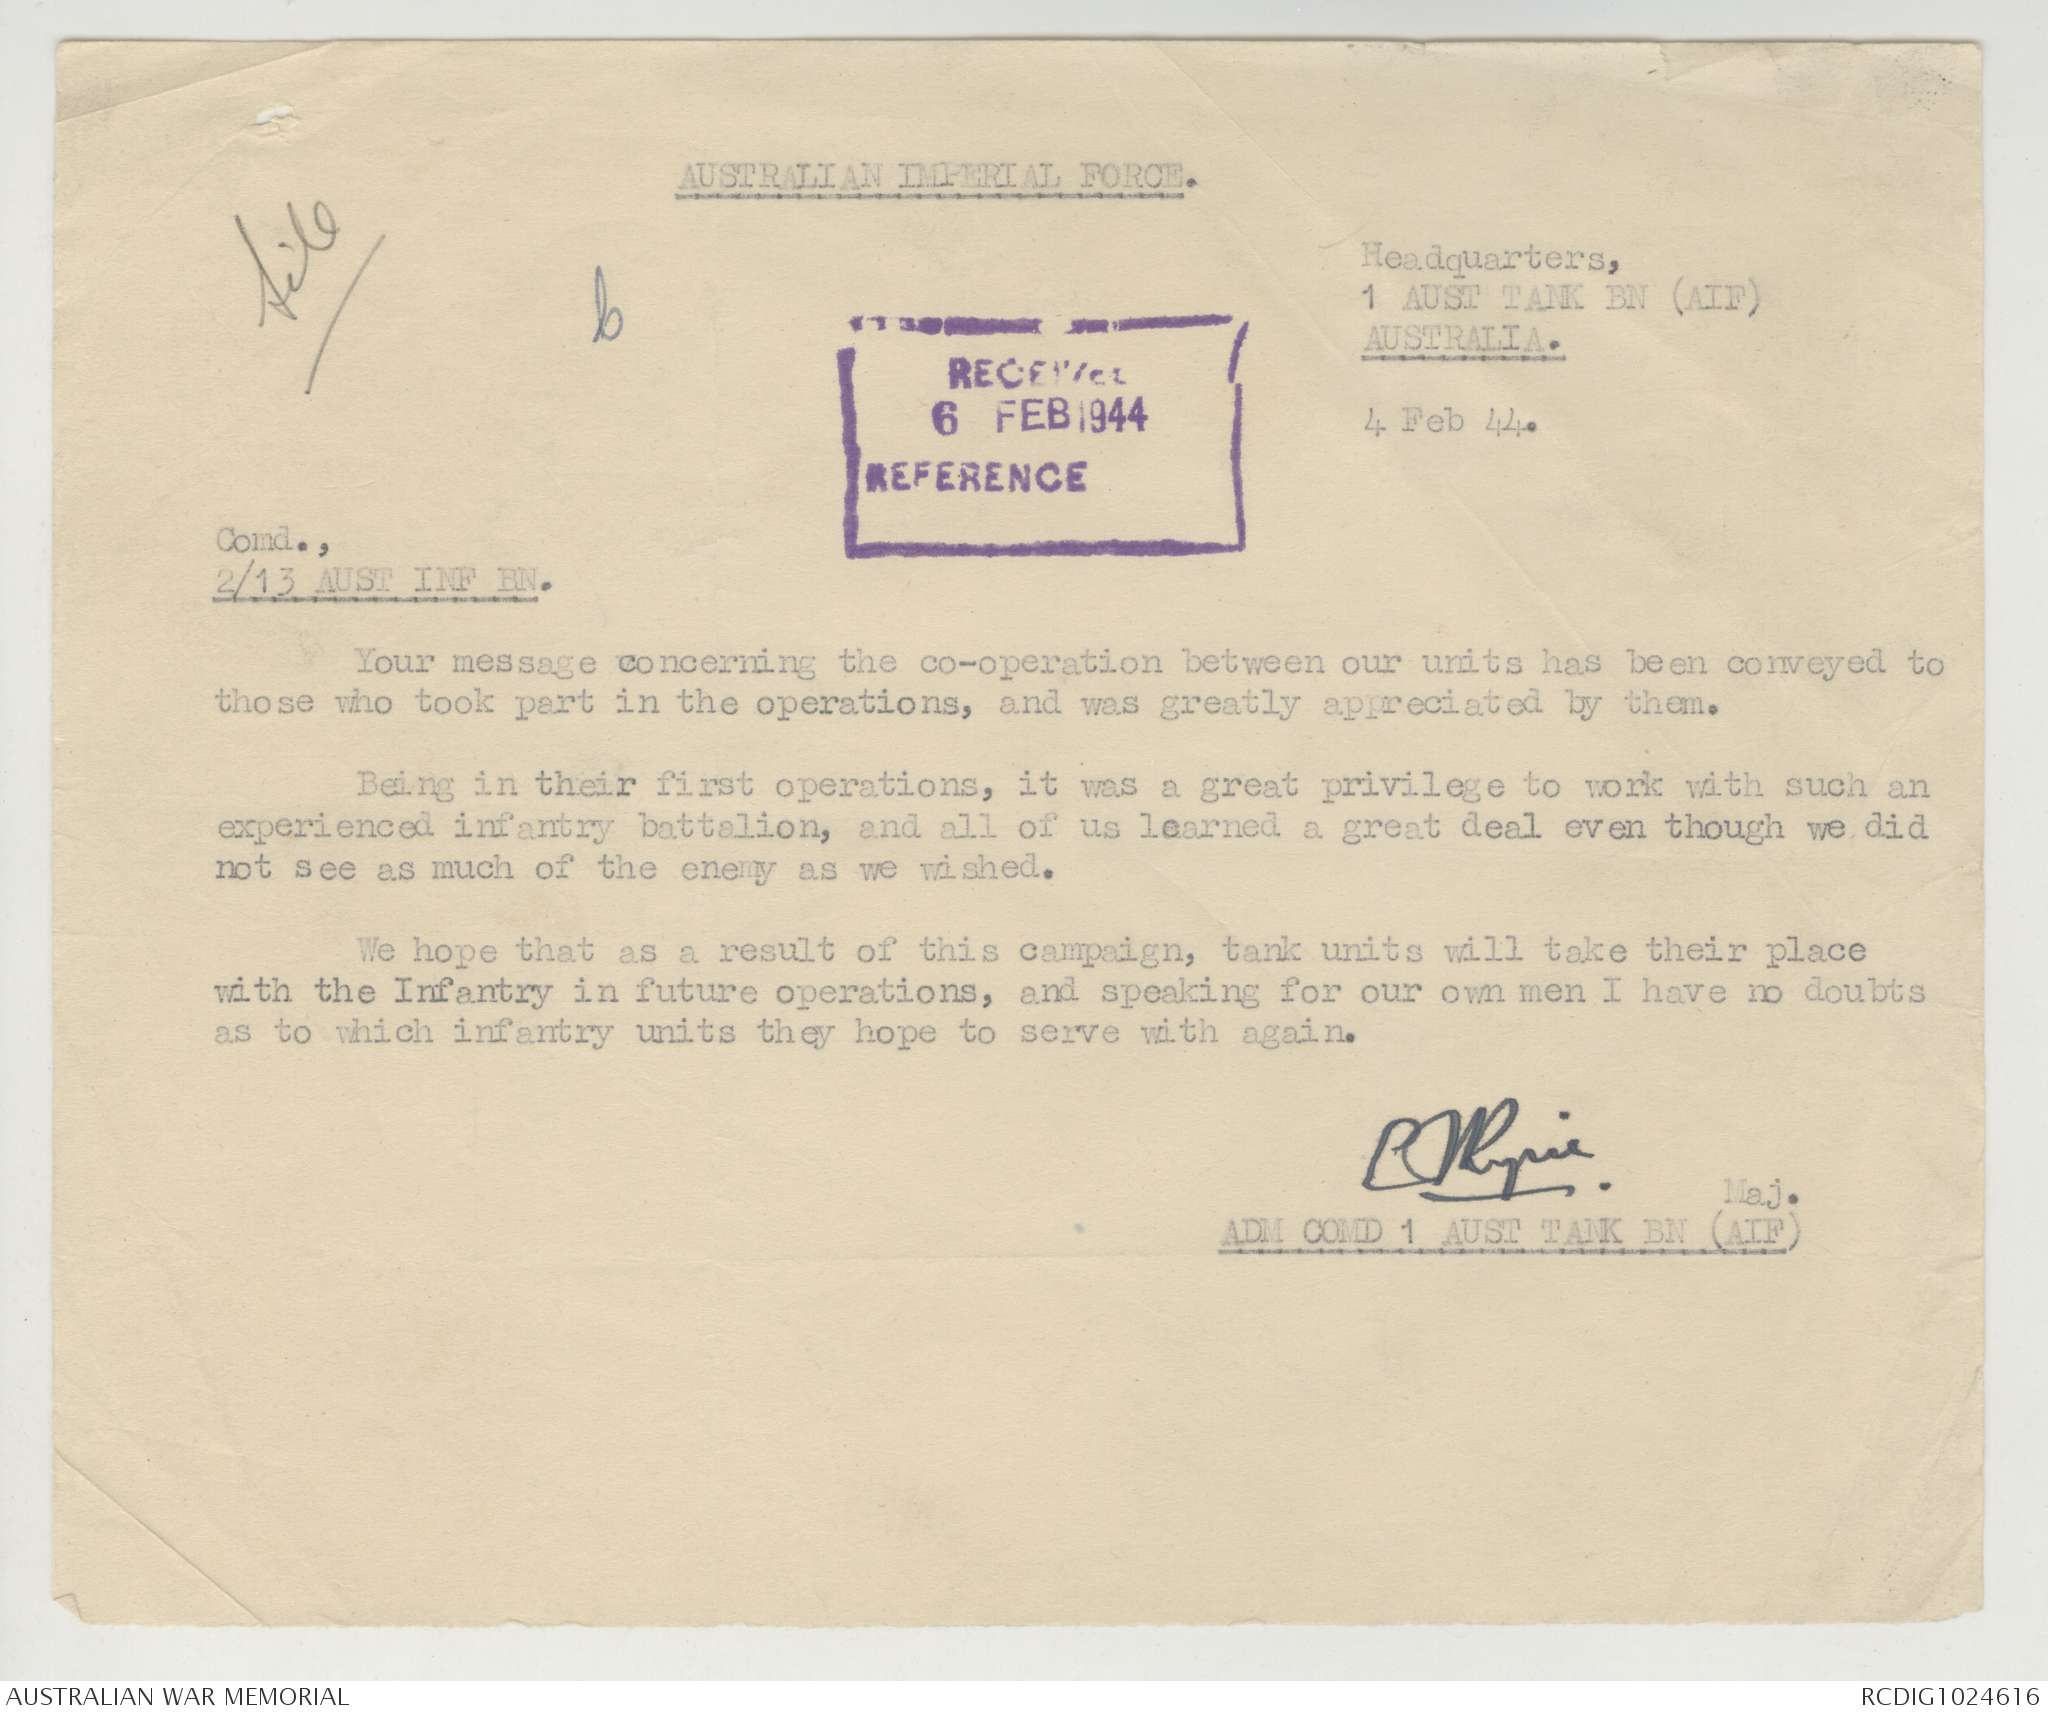 AUSTRALIAN IMPERIAL FORCE.
file
b
Headquarters,
1 AUST TANK BN (AIF)
AUSTRALIA.
RECEIVED
6 FEB 1944
REFERENCE
4 Feb 44.
Comd.,
2/13 AUST INF BN.
Your message concerning the co-operation between our units has been conveyed to
those who took part in the operations, and was greatly appreciated by them.
Being in their first operations, it was a great privilege to work with such an
experienced infantry battalion, and all of us learned a great deal even though we did
not see as much of the enemy as we wished.
We hope that as a result of this campaign, tank units will take their place
with the Infantry in future operations, and speaking for our own men I have no doubts
as to which infantry units they hope to serve with again.
Maj.
ADM COMD 1 AUST TANK BN (AIF)
AUSTRALIAN WAR MEMORIAL
RCDIG1024616